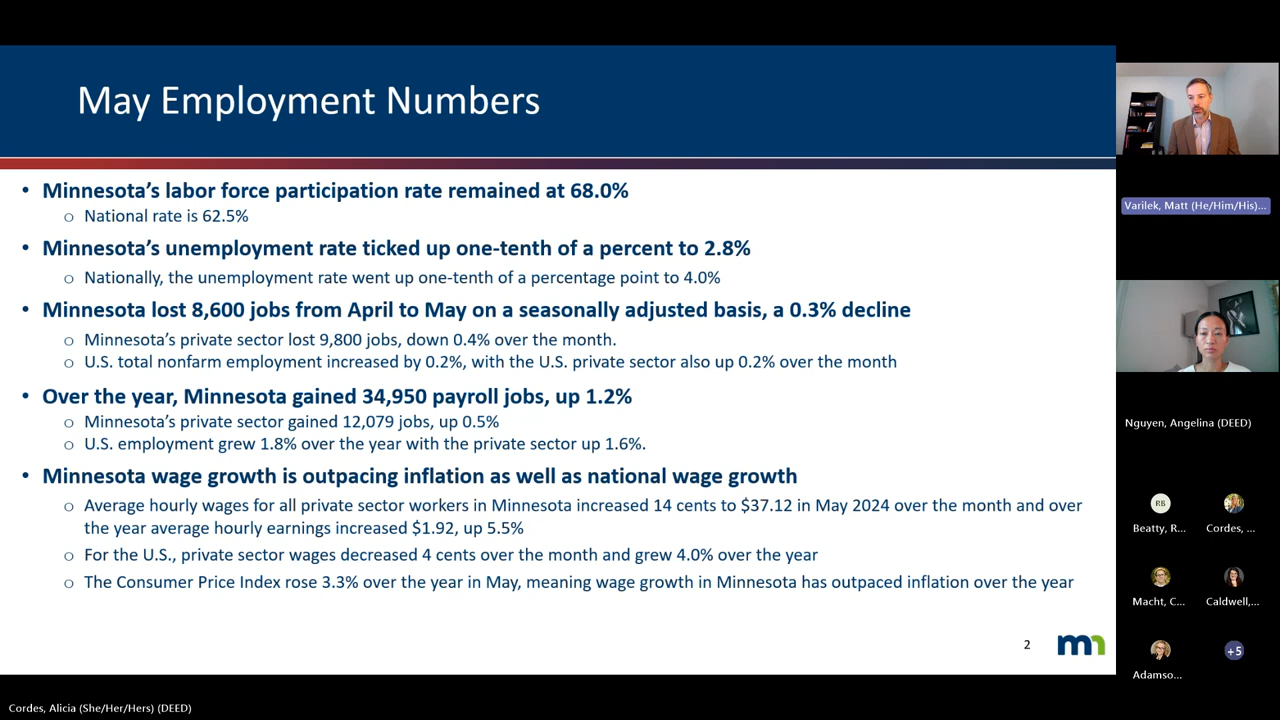 May Employment Numbers
• Minnesota's labor force participation rate remained at 68.0%
o National rate is 62.5%
• Minnesota's unemployment rate ticked up one-tenth of a percent to 2.8%
o Nationally, the unemployment rate went up one-tenth of a percentage point to 4.0%
• Minnesota lost 8,600 jobs from April to May on a seasonally adjusted basis, a 0.3% decline
o Minnesota's private sector lost 9,800 jobs, down 0.4% over the month.
o U.S. total nonfarm employment increased by 0.2%, with the U.S. private sector also up 0.2% over the month
• Over the year, Minnesota gained 34,950 payroll jobs, up 1.2%
o Minnesota's private sector gained 12,079 jobs, up 0.5%
o U.S. employment grew 1.8% over the year with the private sector up 1.6%.
• Minnesota wage growth is outpacing inflation as well as national wage growth
o Average hourly wages for all private sector workers in Minnesota increased 14 cents to $37.12 in May 2024 over the month and over
the year average hourly earnings increased $1.92, up 5.5%
o For the U.S., private sector wages decreased 4 cents over the month and grew 4.0% over the year
o The Consumer Price Index rose 3.3% over the year in May, meaning wage growth in Minnesota has outpaced inflation over the year
2
mn
Varilek, Matt (He/Him/His)...
Nguyen, Angelina (DEED)
RB
Beatty, R...
Cordes, ...
Macht, C...
Caldwell,...
Adamso...
+5
Cordes, Alicia (She/Her/Hers) (DEED)